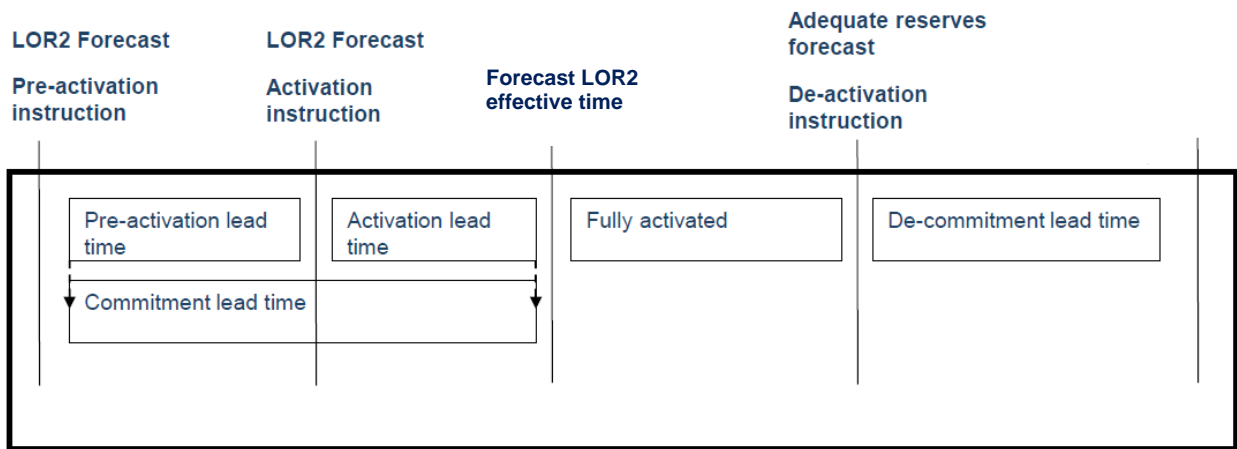 LOR2 Forecast
Pre-activation
instruction
LOR2 Forecast
Activation
instruction
Forecast LOR2
effective time
Adequate reserves
forecast
De-activation
instruction
Pre-activation lead
time
Activation lead
time
Fully activated
De-commitment lead time
Commitment lead time